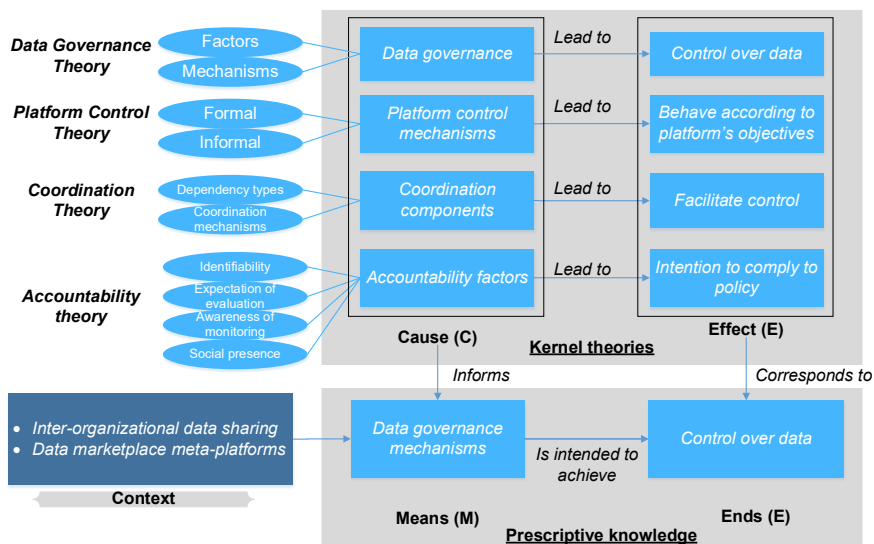 Data Governance
Theory
Factors
Mechanisms
Data governance
Lead to
Control over data
Platform Control
Theory
Formal
Informal
Platform control
mechanisms
Lead to
Behave according to
platform's objectives
Coordination
Theory
Dependency types
Coordination
mechanisms
Coordination
components
Lead to
Facilitate control
Accountability
theory
Identifiability
Expectation of
evaluation
Awareness of
monitoring
Social presence
Accountability factors
Lead to
Intention to comply to
policy
Cause (C)
Kernel theories
Effect (E)
Informs
Corresponds to
• Inter-organizational data sharing
• Data marketplace meta-platforms
Context
Data governance
mechanisms
Is intended to
achieve
Control over data
Means (M)
Prescriptive knowledge
Ends (E)